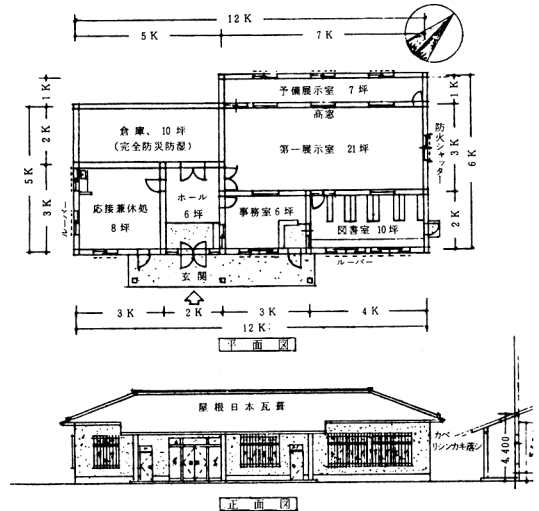 12K
5K
7K
1K
予備展示室 7坪
1K
高窓
2K
倉庫、10坪
(完全防災防湿)
第一展示室 21坪
3K
防火シャッター
6K
5K
3K
ルーバー
応接兼休処
8坪
ホール
6坪
事務室6坪
図書室10坪
2K
玄関
ルーバー
3K
2K
3K
4K
12K
平面図
屋根日本瓦葺
カベ
リシンカキ落シ
4,400
正面図